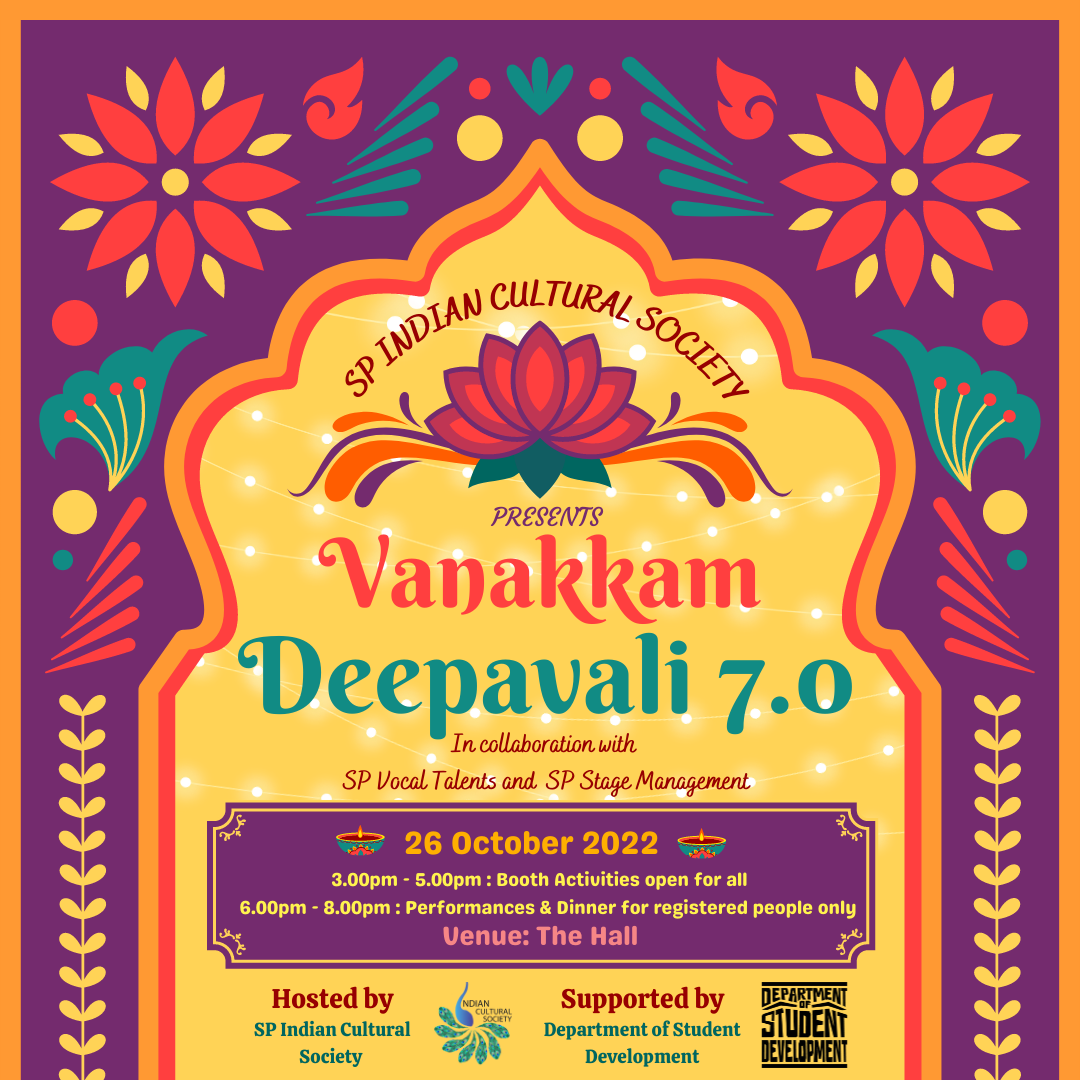 SP INDIAN CULTURAL SOCIETY
PRESENTS
Vanakkam
Deepavali 7.0
In collaboration with
SP Vocal Talents and SP Stage Management
26 October 2022
3.00pm - 5.00pm : Booth Activities open for all
6.00pm - 8.00pm : Performances & Dinner for registered people only
Venue: The Hall
Hosted by
SP Indian Cultural
Society
INDIAN
CULTURAL
SOCIETY
Supported by
Department of Student
Development
DEPARTMENT
OF
STUDENT
DEVELOPMENT